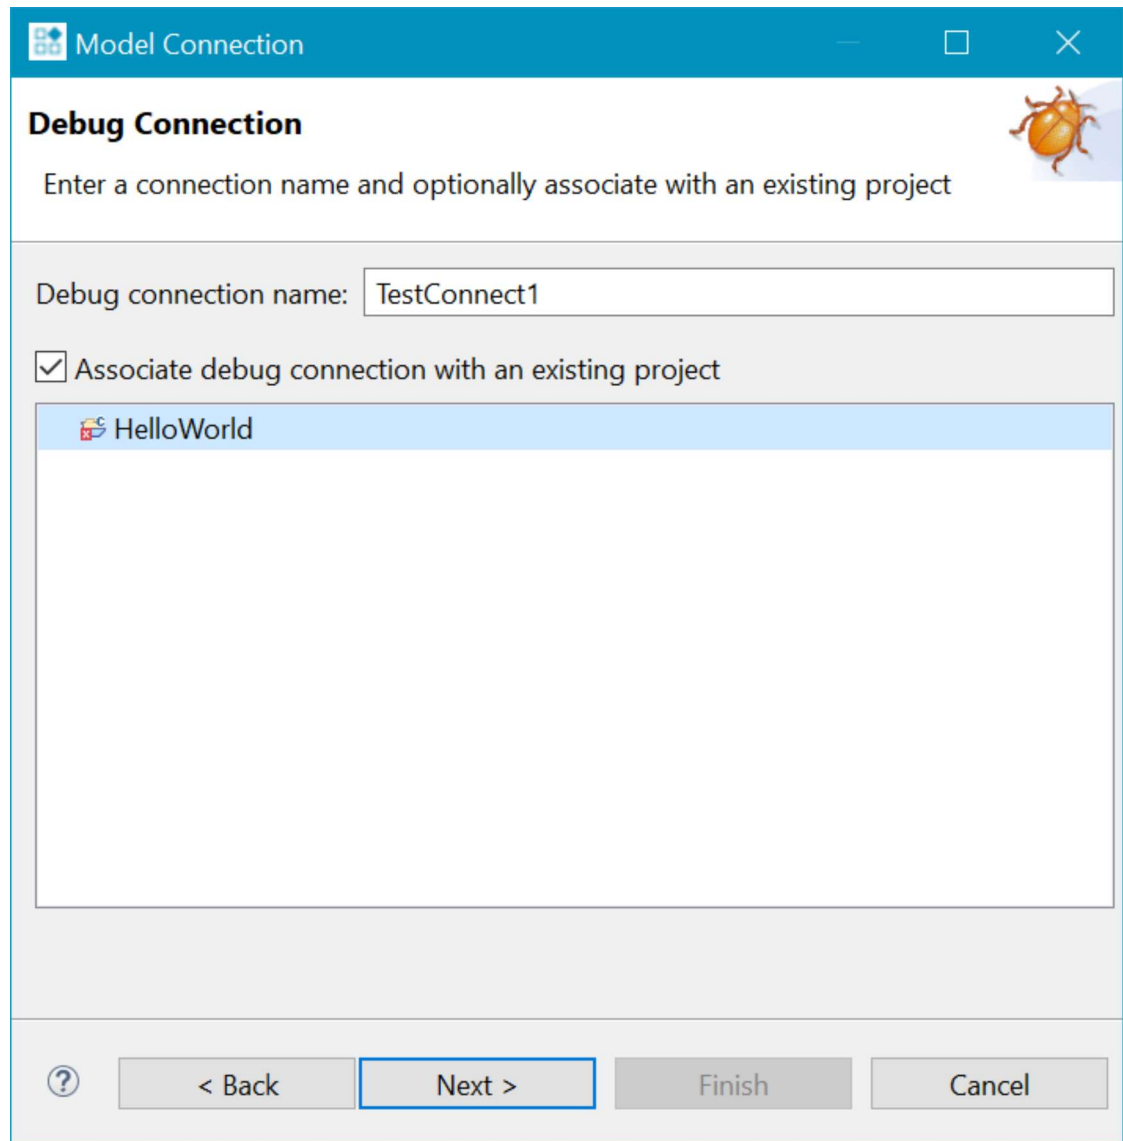 Model Connection
Debug Connection
Enter a connection name and optionally associate with an existing project
Debug connection name: TestConnect1
Associate debug connection with an existing project
HelloWorld
? < Back Next > Finish Cancel